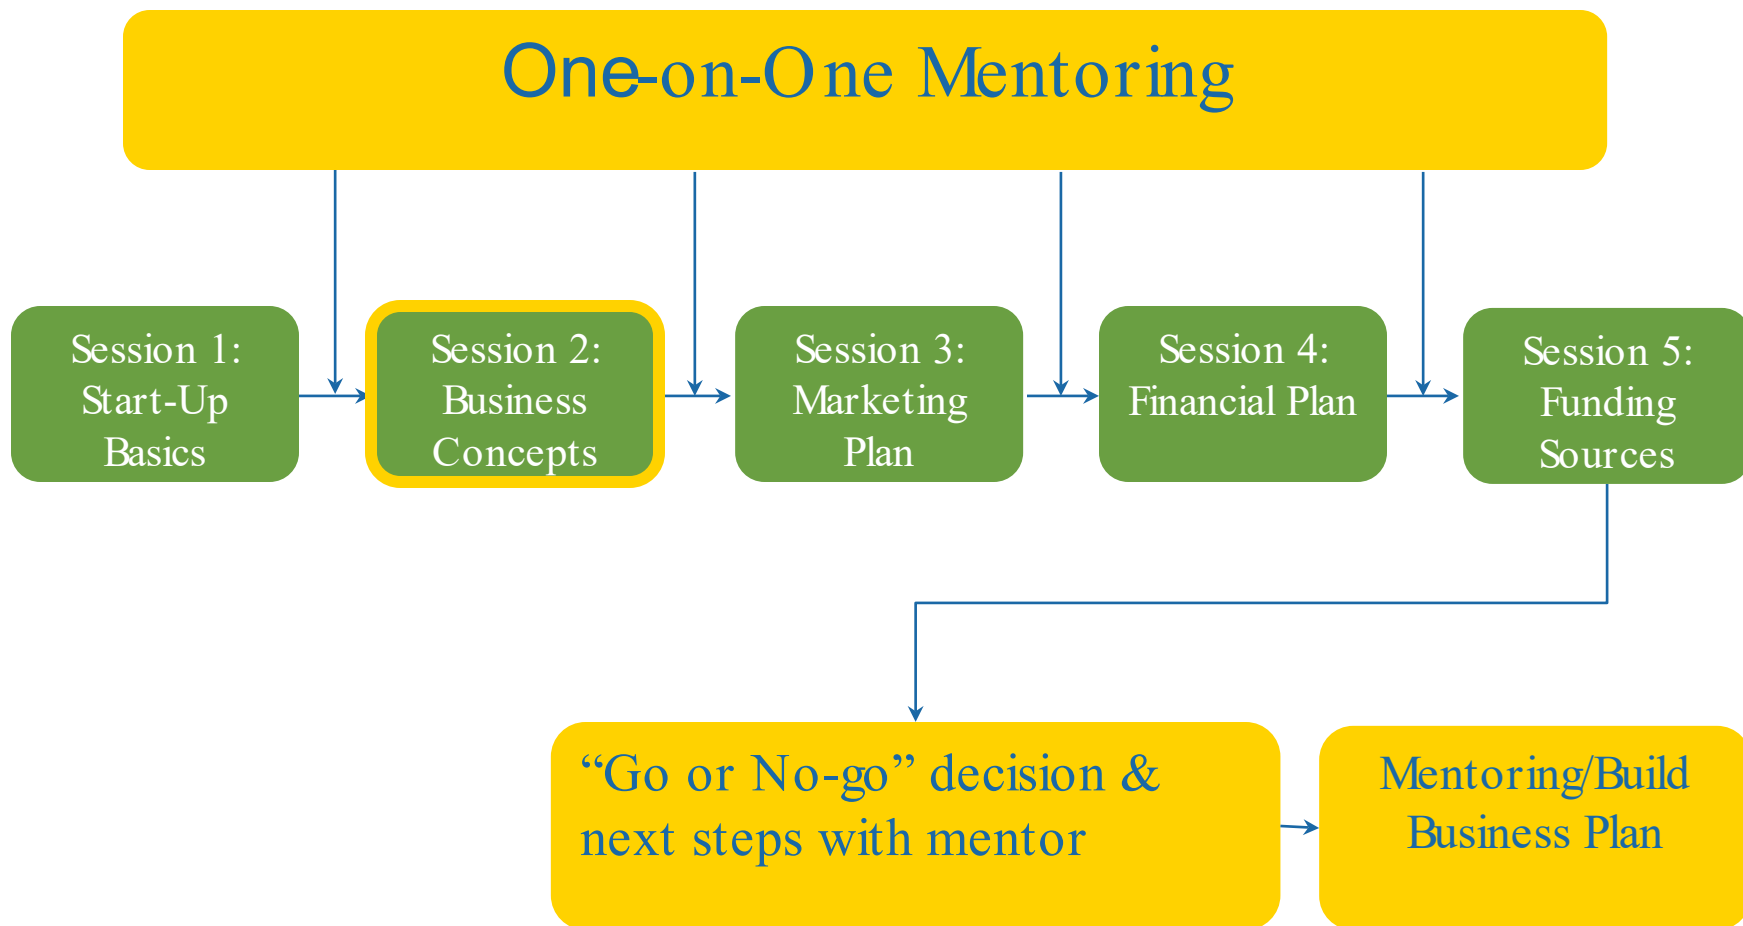 One-on-One Mentoring
Session 1:
Start-Up
Basics
Session 2:
Business
Concepts
Session 3:
Marketing
Plan
Session 4:
Financial Plan
Session 5:
Funding
Sources
“Go or No-go” decision &
next steps with mentor
Mentoring/Build
Business Plan